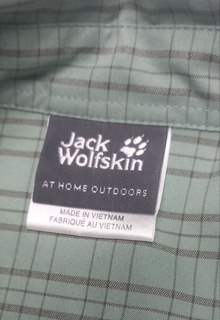 Jack
Wolfskin
AT HOME OUTDOORS
MADE IN VIETNAM
FABRIQUÉ AU VIETNAM